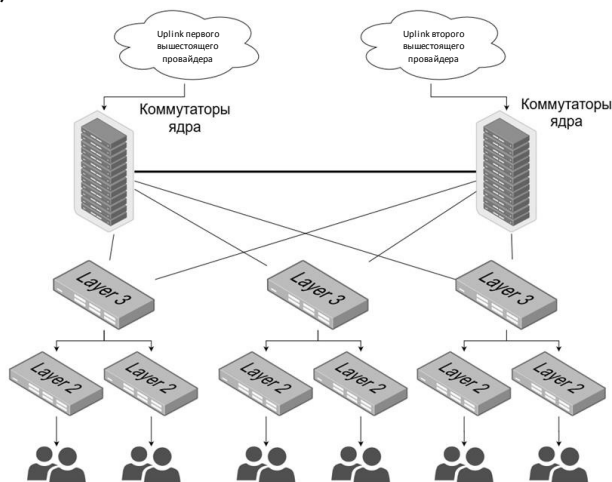 Uplink первого
вышестоящего
провайдера
Uplink второго
вышестоящего
провайдера
Коммутаторы
ядра
Коммутаторы
ядра
Layer 3
Layer 3
Layer 3
Layer 2
Layer 2
Layer 2
Layer 2
Layer 2
Layer 2